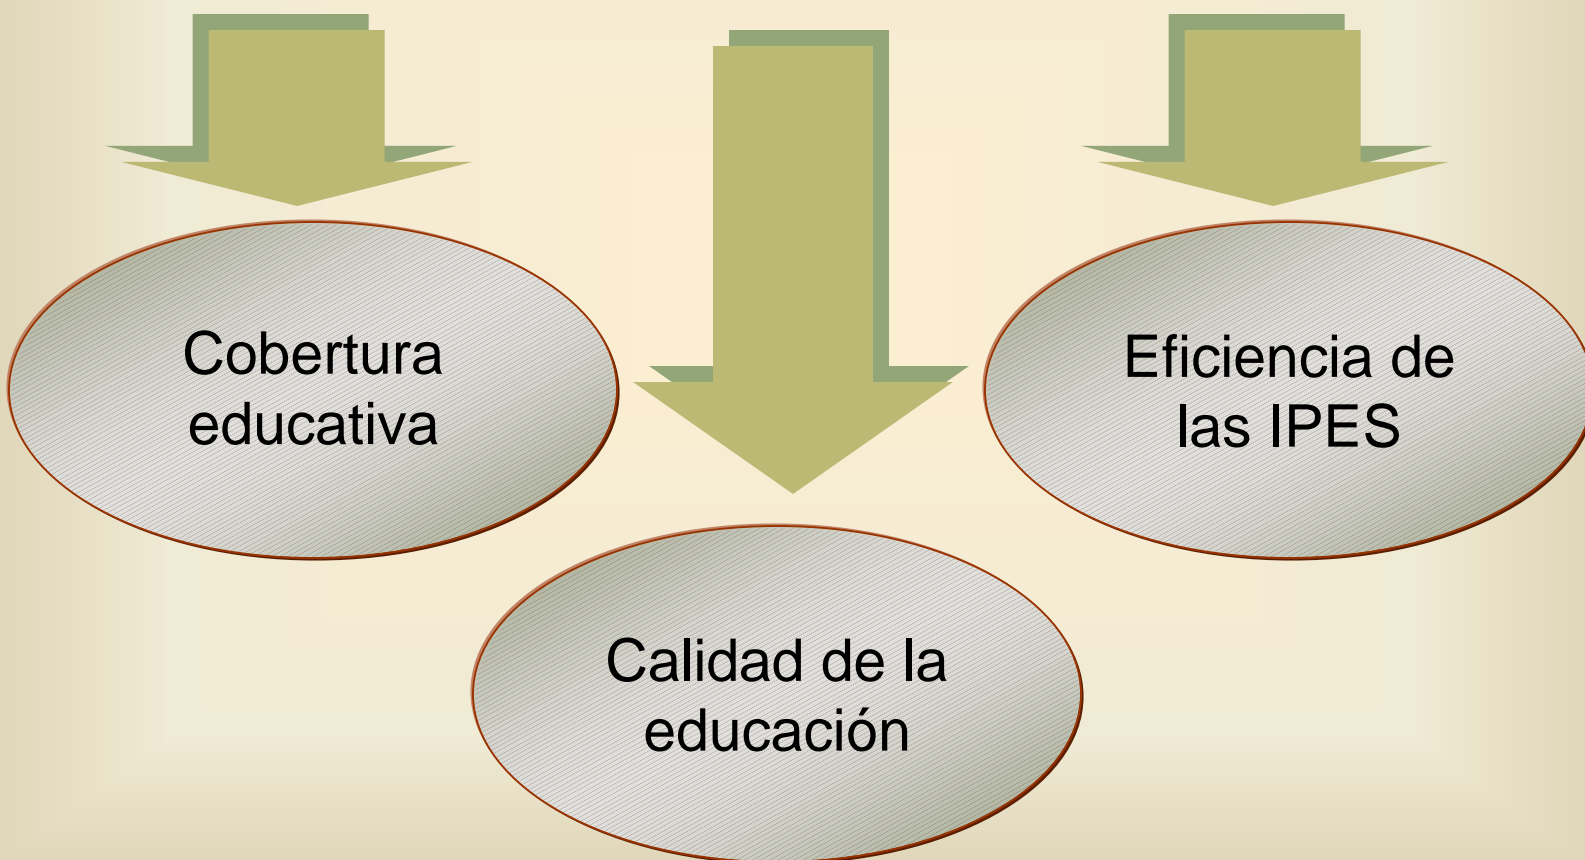 Cobertura
educativa
Eficiencia de
las IPES
Calidad de la
educación